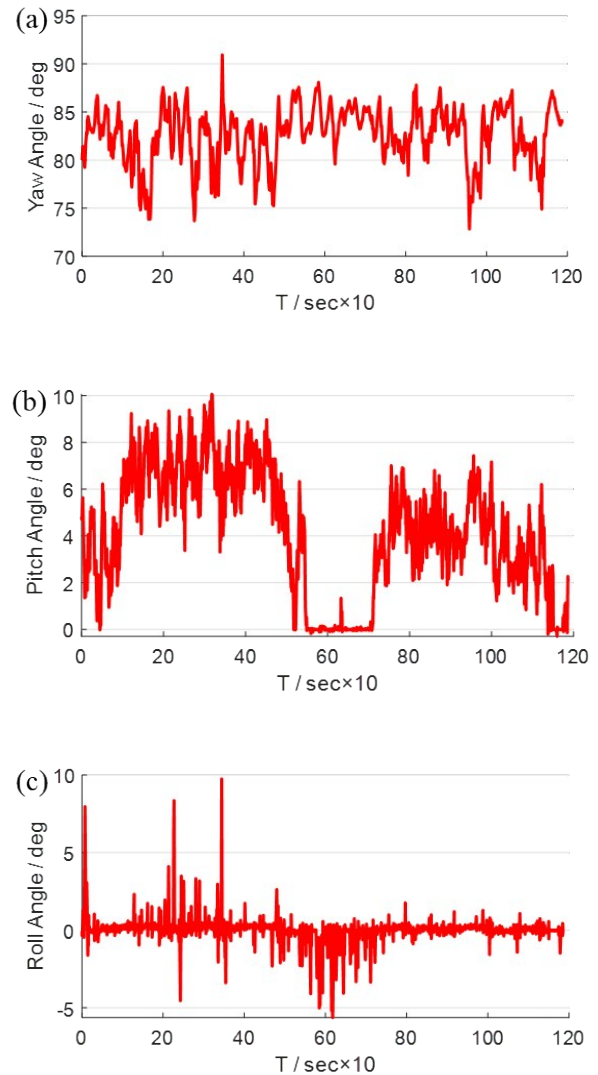 (a)
95
90
85
80
75
70
Yaw Angle / deg
0 20 40 60 80 100 120
T / sec×10
(b)
10
8
6
4
2
0
Pitch Angle / deg
0 20 40 60 80 100 120
T / sec×10
(c)
10
5
0
-5
Roll Angle / deg
0 20 40 60 80 100 120
T / sec×10